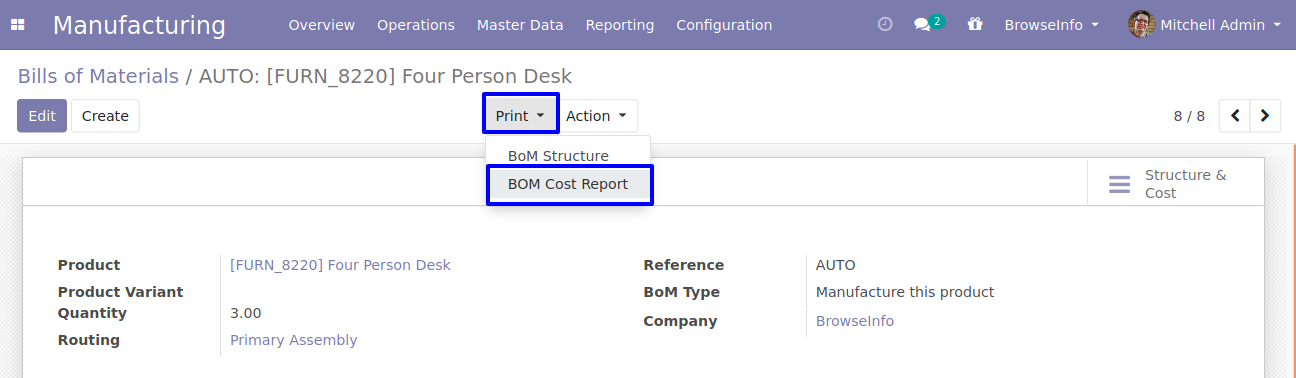 Manufacturing Overview Operations Master Data Reporting Configuration 2 BrowseInfo Mitchell Admin
Bills of Materials / AUTO: [FURN_8220] Four Person Desk
Edit Create Print Action 8 / 8
BoM Structure
BOM Cost Report
Structure &
Cost
Product [FURN_8220] Four Person Desk Reference AUTO
Product Variant BoM Type Manufacture this product
Quantity 3.00 Company BrowseInfo
Routing Primary Assembly